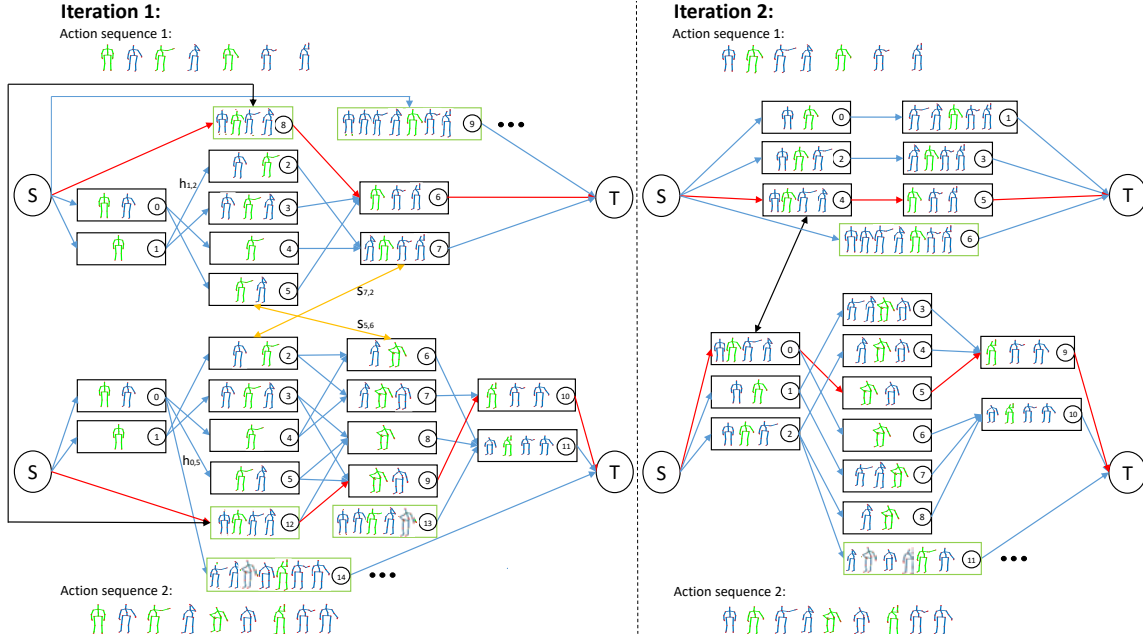 Iteration 1:
Action sequence 1:
8
9
•••
2
h1,2
S
0
3
6
T
1
4
7
5
s7,2
s5,6
2
6
0
3
7
10
S
1
4
8
11
T
h0,5
5
9
12
13
14
•••
Action sequence 2:
Iteration 2:
Action sequence 1:
0
1
2
3
S
4
5
T
6
3
0
4
9
1
5
2
6
10
S
7
T
8
11
•••
Action sequence 2: